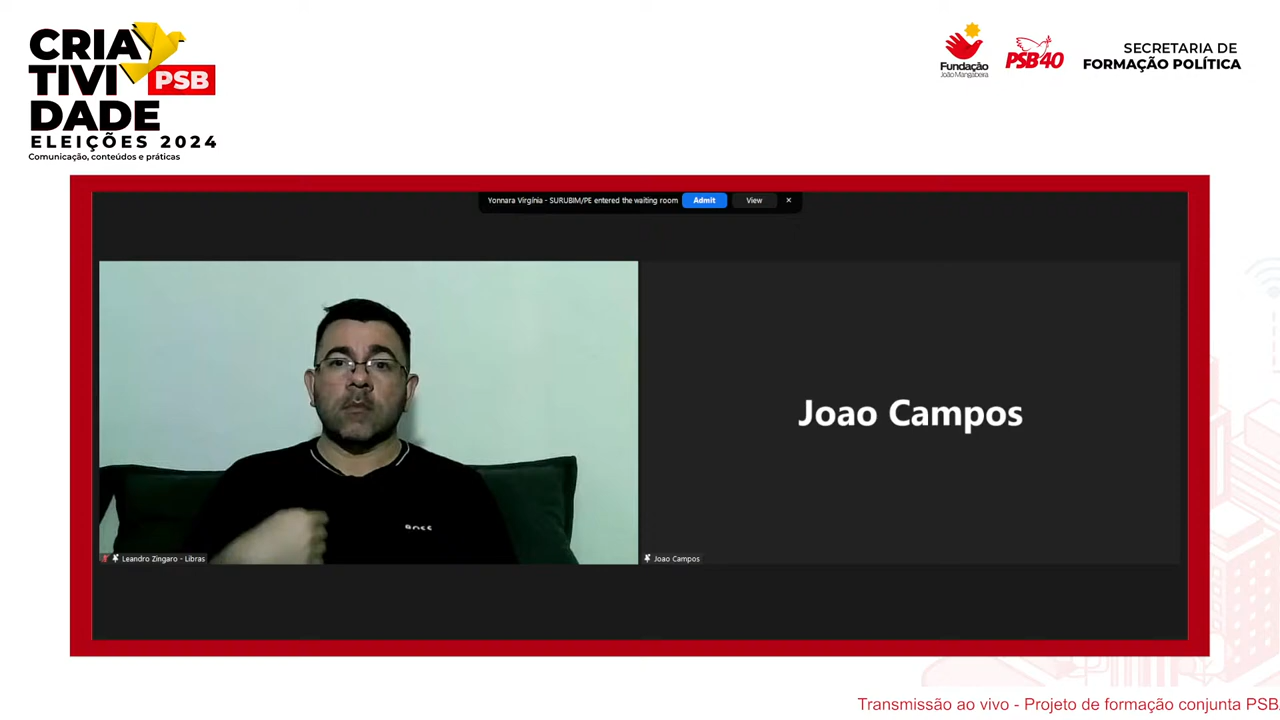 CRIA
TIVI
PSB
DADE
ELEIÇÕES 2024
Comunicação, conteúdos e práticas
Fundação
João Mangabeira
PSB40
SECRETARIA DE
FORMAÇÃO POLÍTICA
Yonnara Virgínia - SURUBIM/PE entered the waiting room
Admit
View
Joao Campos
Leandro Zingaro - Libras
Joao Campos
Transmissão ao vivo - Projeto de formação conjunta PSB